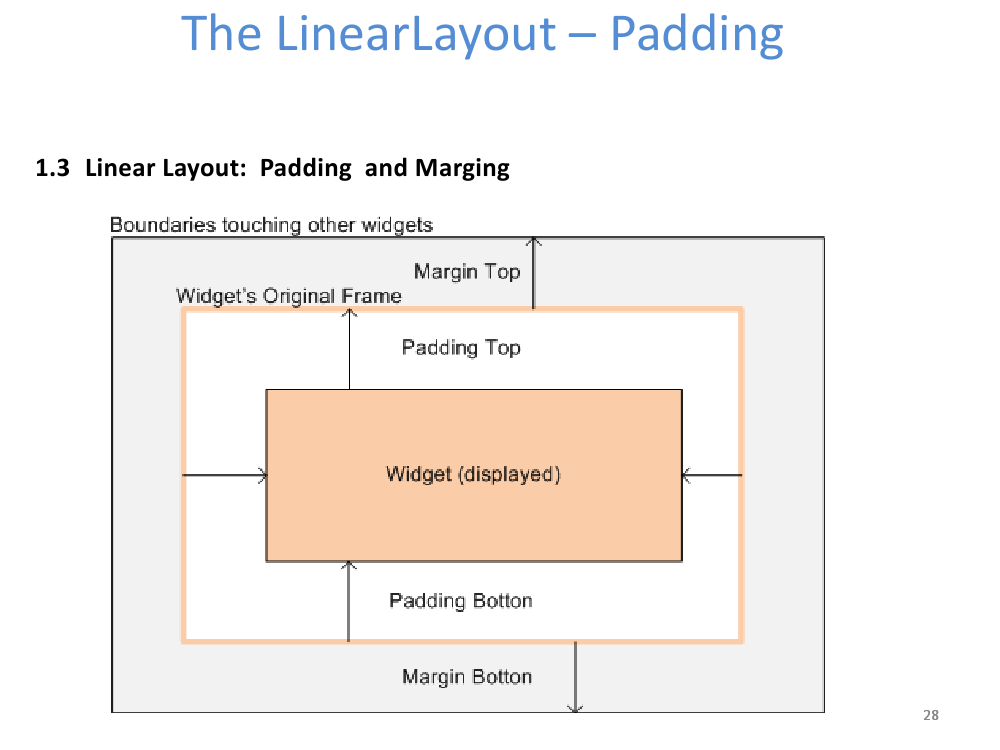 The LinearLayout – Padding
1.3 Linear Layout: Padding and Marging
Boundaries touching other widgets
Margin Top
Widget's Original Frame
Padding Top
Widget (displayed)
Padding Botton
Margin Botton
28